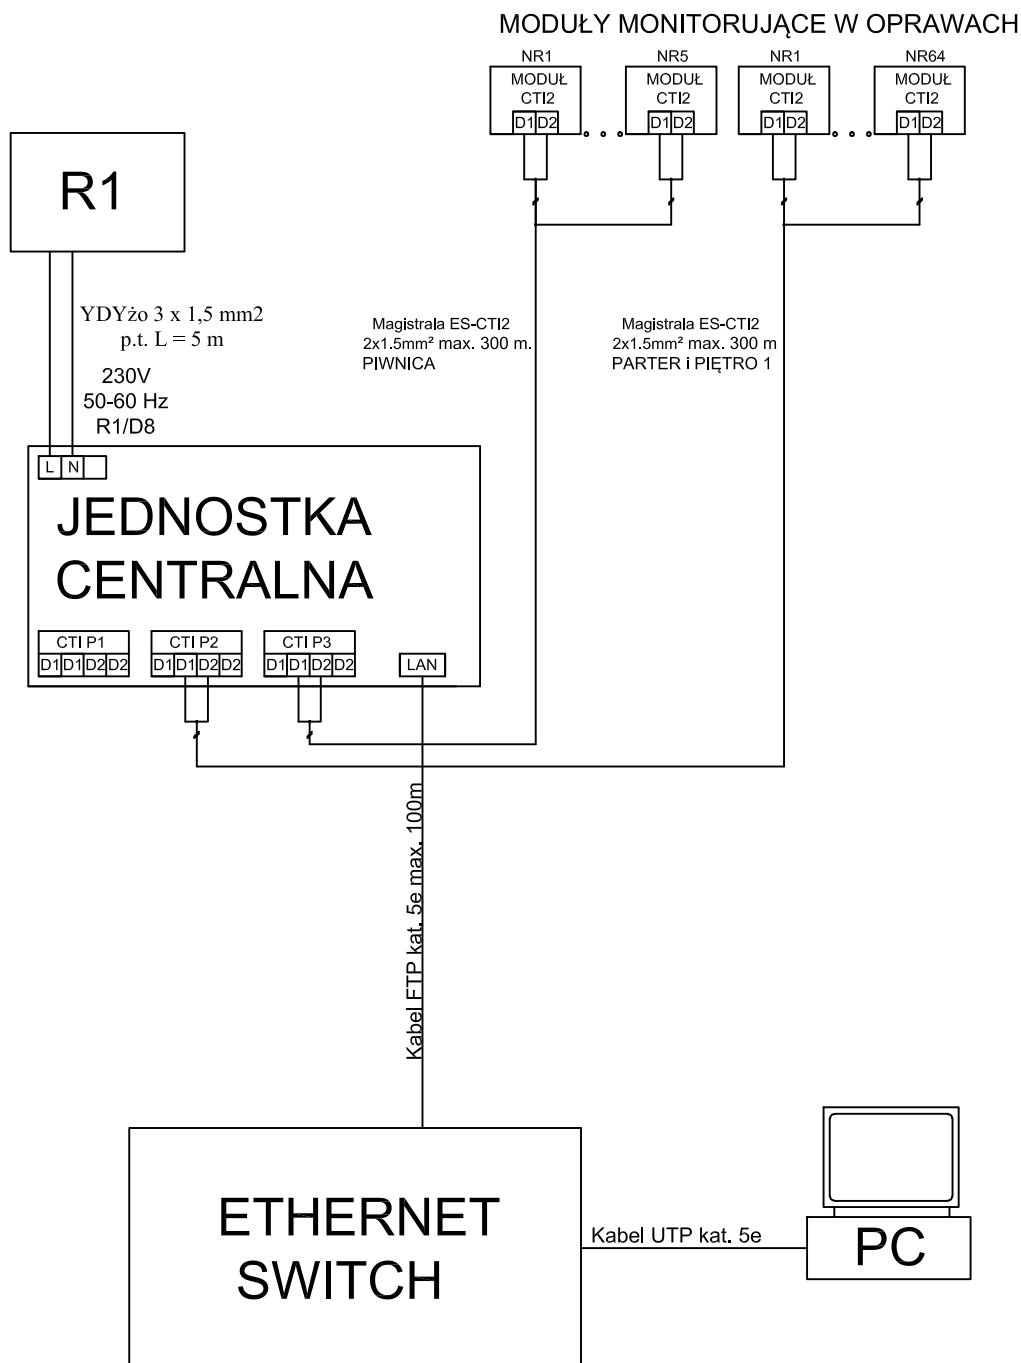 MODUŁY MONITORUJĄCE W OPRAWACH
NR1 NR5 NR1 NR64
MODUŁ CTI2 D1 D2
MODUŁ CTI2 D1 D2
MODUŁ CTI2 D1 D2
MODUŁ CTI2 D1 D2
R1
YDYżo 3 x 1,5 mm2
p.t. L = 5 m
230V
50-60 Hz
R1/D8
Magistrala ES-CTI2
2x1.5mm² max. 300 m.
PIWNICA
Magistrala ES-CTI2
2x1.5mm² max. 300 m
PARTER i PIĘTRO 1
L N
JEDNOSTKA
CENTRALNA
CTI P1
D1 D1 D2 D2
CTI P2
D1 D1 D2 D2
CTI P3
D1 D1 D2 D2
LAN
Kabel FTP kat. 5e max. 100m
ETHERNET
SWITCH
Kabel UTP kat. 5e
PC